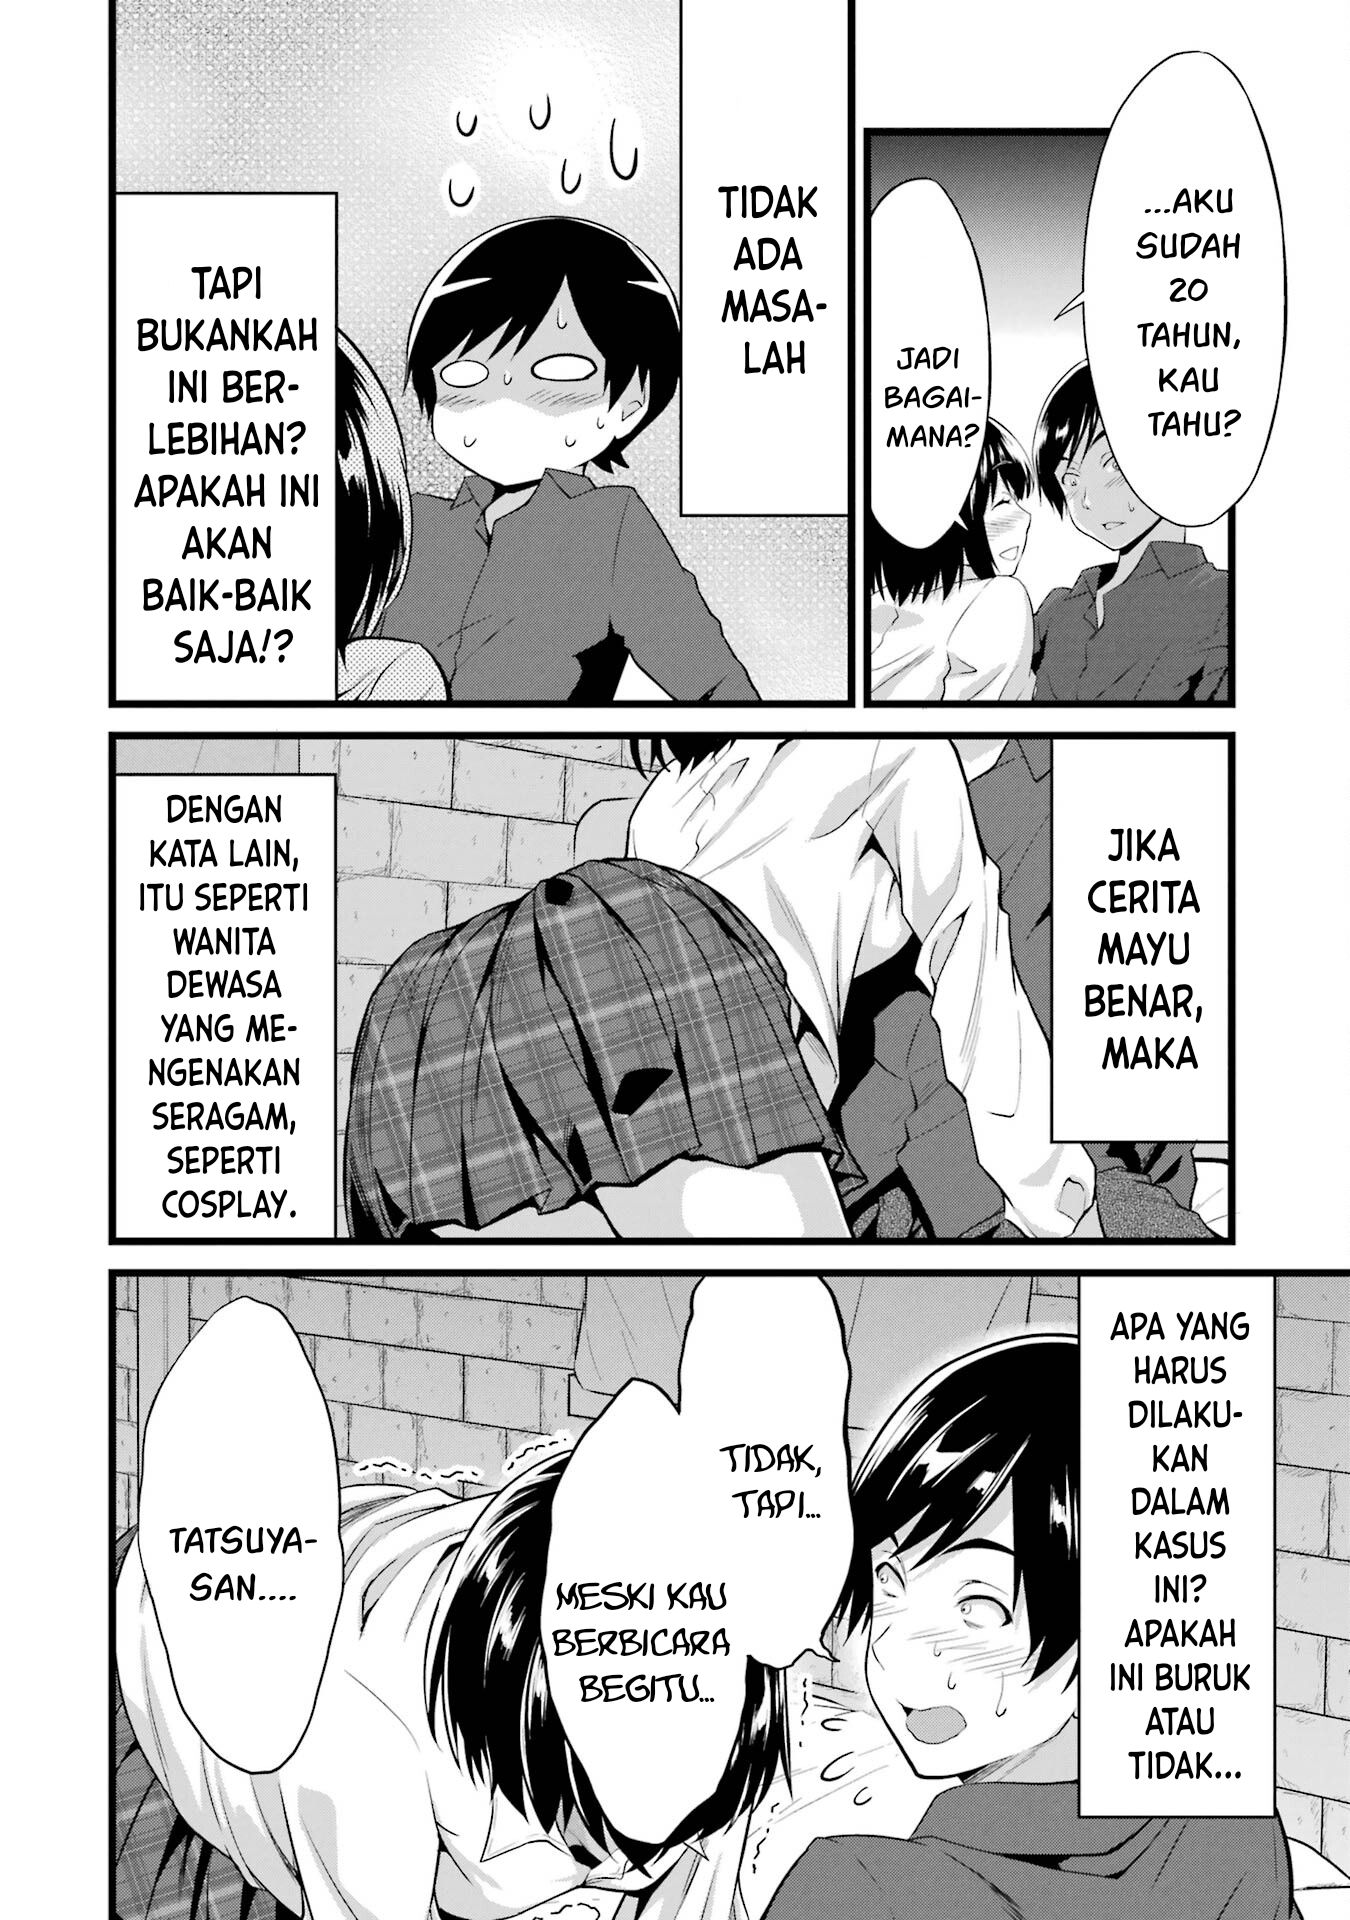 ...AKU
SUDAH
20
TAHUN,
KAU
TAHU?
JADI
BAGAI-
MANA?
TIDAK
ADA
MASA-
LAH
TAPI
BUKANKAH
INI BER-
LEBIHAN?
APAKAH INI
AKAN
BAIK-BAIK
SAJA!?
JIKA
CERITA
MAYU
BENAR,
MAKA
DENGAN
KATA LAIN,
ITU SEPERTI
WANITA
DEWASA
YANG ME-
NGENAKAN
SERAGAM,
SEPERTI
COSPLAY.
APA YANG
HARUS
DILAKU-
KAN
DALAM
KASUS
INI?
APAKAH
INI BURUK
ATAU
TIDAK...
TIDAK,
TAPI...
MESKI KAU
BERBICARA
BEGITU...
TATSUYA-
SAN....